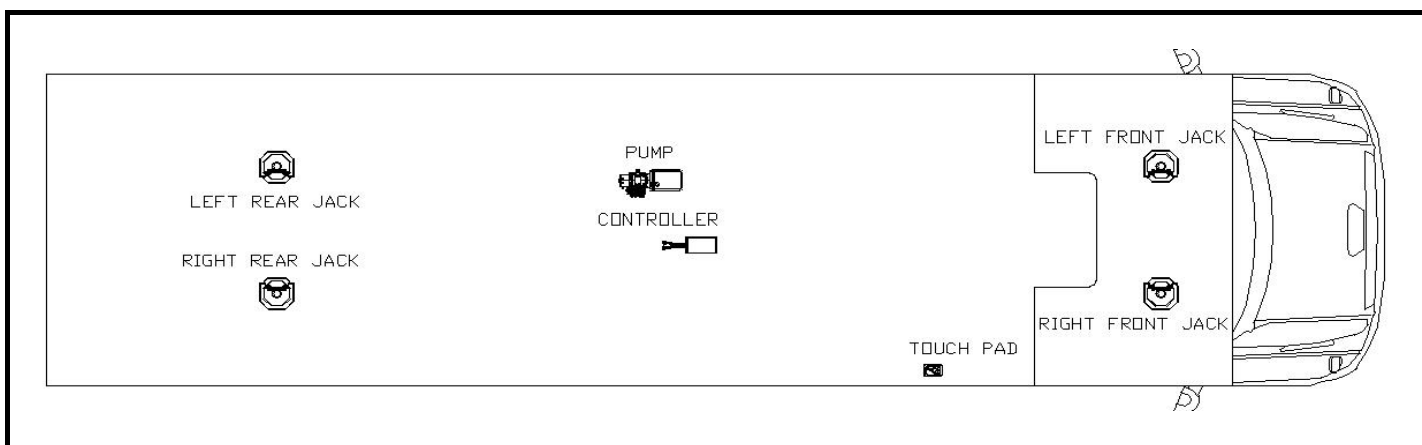 PUMP
LEFT FRONT JACK
LEFT REAR JACK
CONTROLLER
RIGHT REAR JACK
RIGHT FRONT JACK
TOUCH PAD